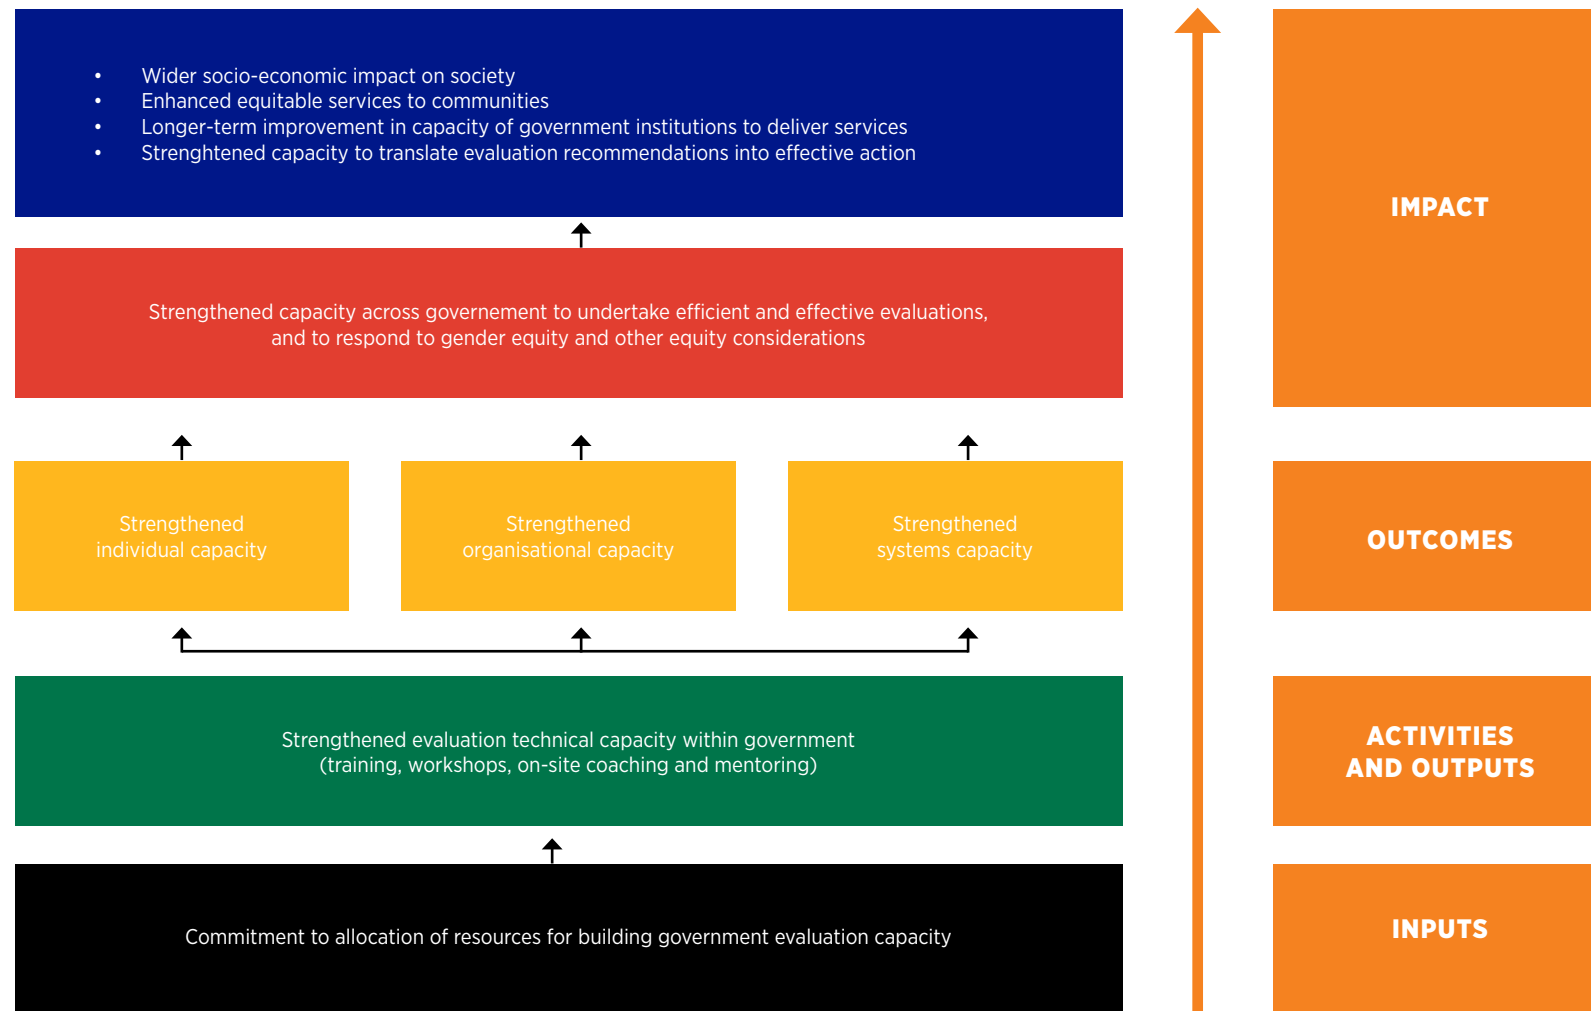 • Wider socio-economic impact on society
• Enhanced equitable services to communities
• Longer-term improvement in capacity of government institutions to deliver services
• Strenghtened capacity to translate evaluation recommendations into effective action
IMPACT
Strengthened capacity across governement to undertake efficient and effective evaluations,
and to respond to gender equity and other equity considerations
Strengthened
individual capacity
Strengthened
organisational capacity
Strengthened
systems capacity
OUTCOMES
Strengthened evaluation technical capacity within government
(training, workshops, on-site coaching and mentoring)
ACTIVITIES
AND OUTPUTS
Commitment to allocation of resources for building government evaluation capacity
INPUTS